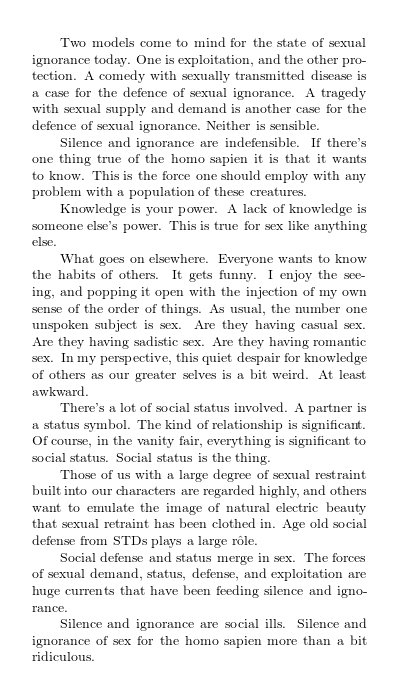 Two models come to mind for the state of sexual
ignorance today. One is exploitation, and the other pro-
tection. A comedy with sexually transmitted disease is
a case for the defence of sexual ignorance. A tragedy
with sexual supply and demand is another case for the
defence of sexual ignorance. Neither is sensible.
Silence and ignorance are indefensible. If there's
one thing true of the homo sapien it is that it wants
to know. This is the force one should employ with any
problem with a population of these creatures.
Knowledge is your power. A lack of knowledge is
someone else's power. This is true for sex like anything
else.
What goes on elsewhere. Everyone wants to know
the habits of others. It gets funny. I enjoy the see-
ing, and popping it open with the injection of my own
sense of the order of things. As usual, the number one
unspoken subject is sex. Are they having casual sex.
Are they having sadistic sex. Are they having romantic
sex. In my perspective, this quiet despair for knowledge
of others as our greater selves is a bit weird. At least
awkward.
There's a lot of social status involved. A partner is
a status symbol. The kind of relationship is significant.
Of course, in the vanity fair, everything is significant to
social status. Social status is the thing.
Those of us with a large degree of sexual restraint
built into our characters are regarded highly, and others
want to emulate the image of natural electric beauty
that sexual retraint has been clothed in. Age old social
defense from STDs plays a large rôle.
Social defense and status merge in sex. The forces
of sexual demand, status, defense, and exploitation are
huge currents that have been feeding silence and igno-
rance.
Silence and ignorance are social ills. Silence and
ignorance of sex for the homo sapien more than a bit
ridiculous.